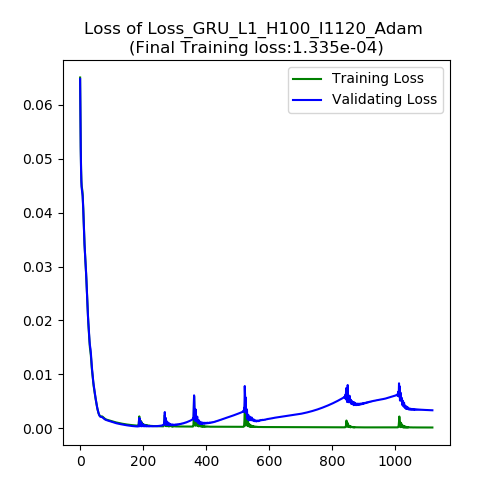 Loss of Loss_GRU_L1_H100_I1120_Adam
(Final Training loss:1.335e-04)
Training Loss
Validating Loss
0.06
0.05
0.04
0.03
0.02
0.01
0.00
0 200 400 600 800 1000